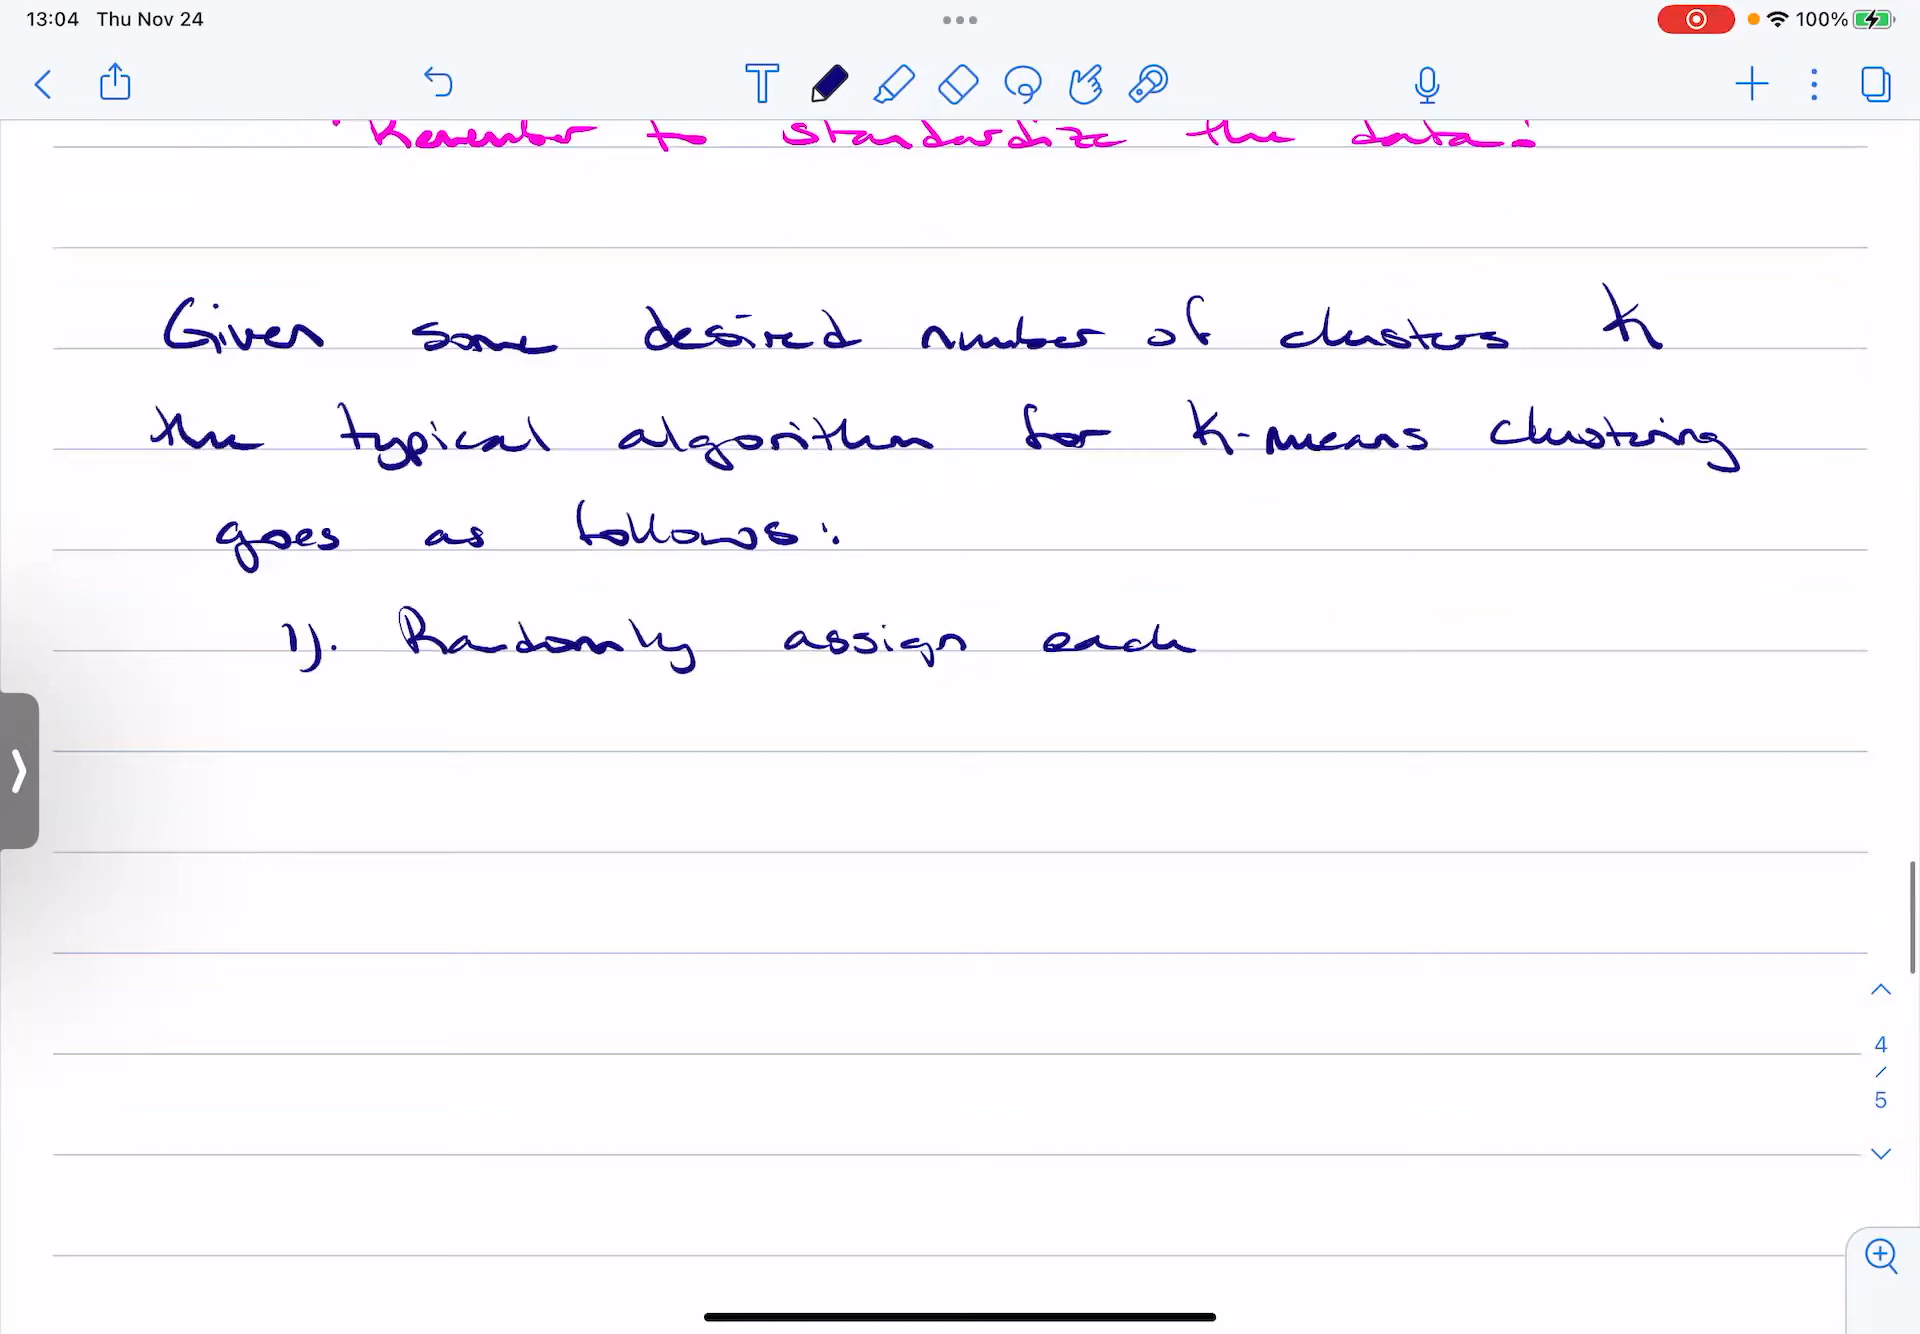 13:04 Thu Nov 24
100%
T
Remember to standardize the data!
Given some desired number of clusters K
the typical algorithm for K-means clustering
goes as follows:
1). Randomly assign each
4
/
5